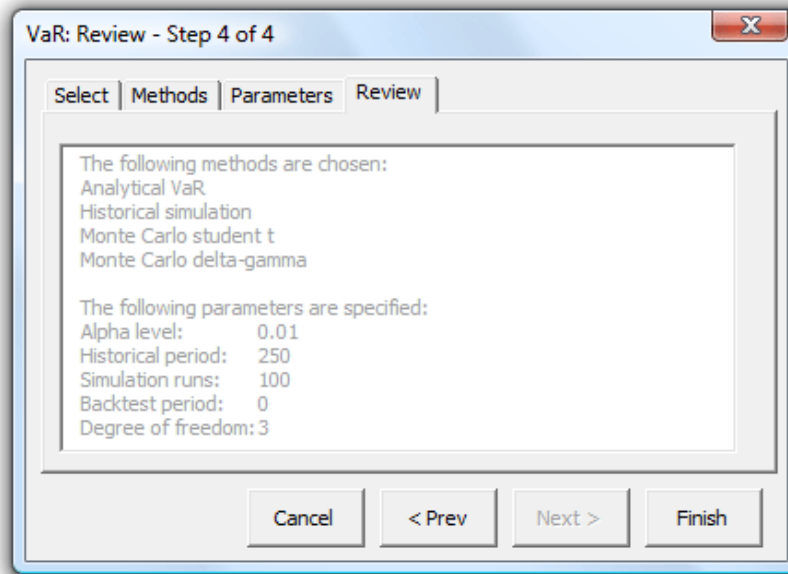 VaR: Review - Step 4 of 4
X
Select Methods Parameters Review
The following methods are chosen:
Analytical VaR
Historical simulation
Monte Carlo student t
Monte Carlo delta-gamma
The following parameters are specified:
Alpha level: 0.01
Historical period: 250
Simulation runs: 100
Backtest period: 0
Degree of freedom: 3
Cancel < Prev Next > Finish